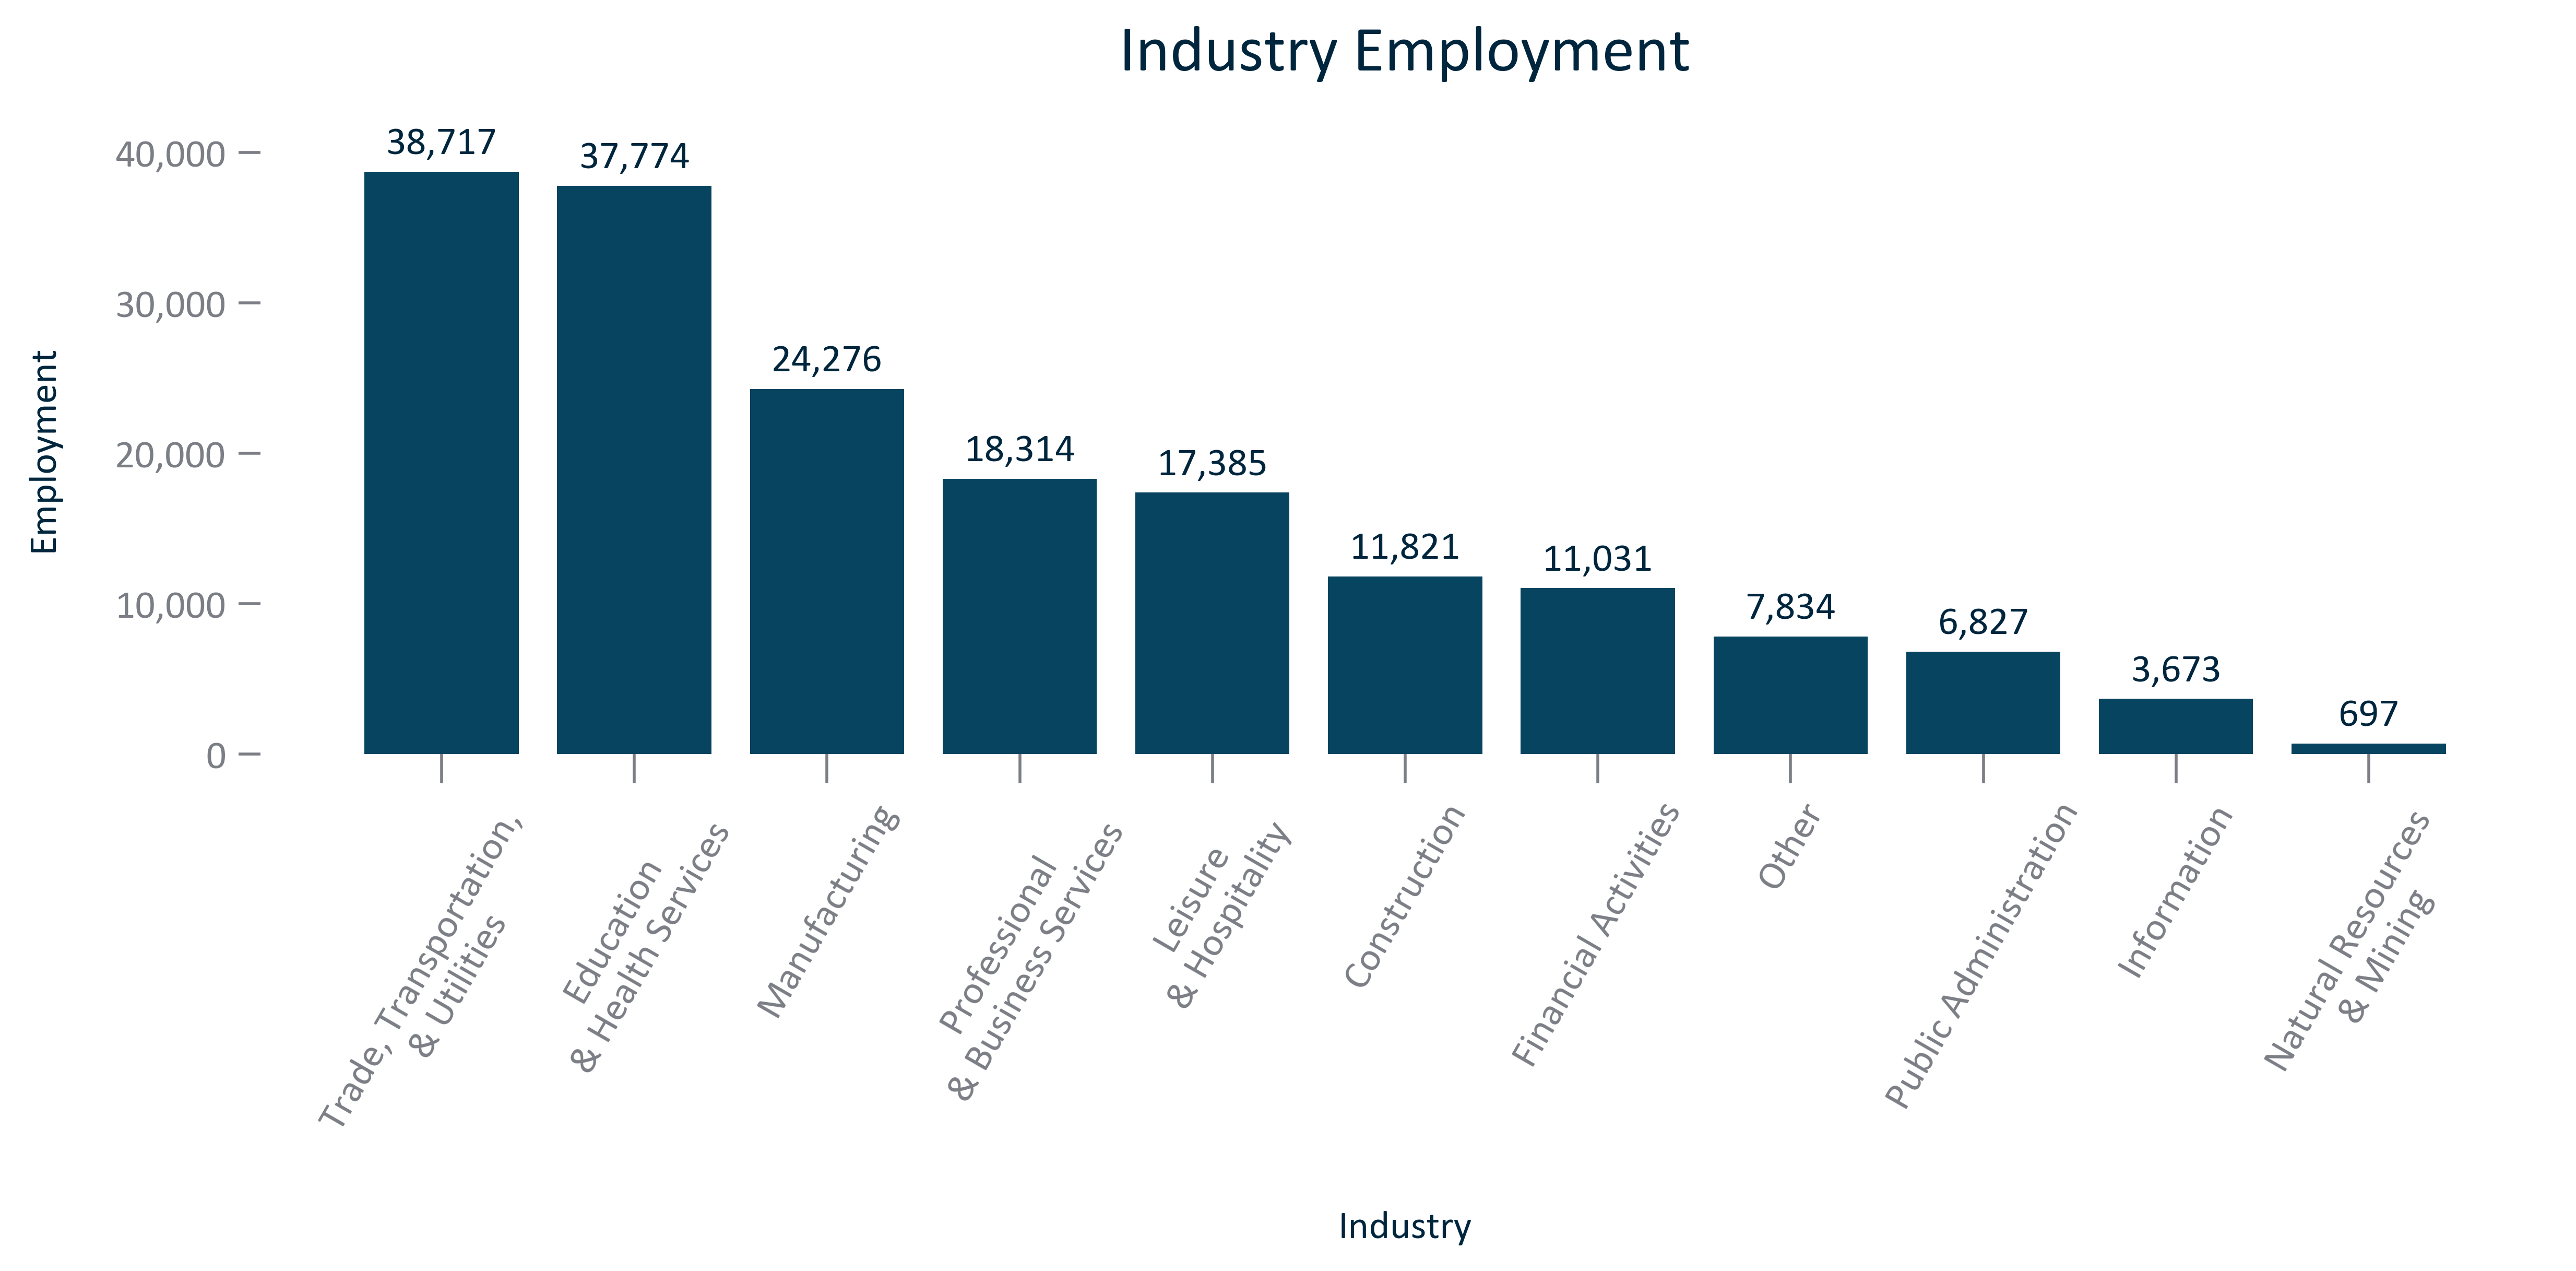 Industry Employment
Employment
40,000
30,000
20,000
10,000
0
38,717
37,774
24,276
18,314
17,385
11,821
11,031
7,834
6,827
3,673
697
Trade, Transportation,
& Utilities
Education
& Health Services
Manufacturing
Professional
& Business Services
Leisure
& Hospitality
Construction
Financial Activities
Other
Public Administration
Information
Natural Resources
& Mining
Industry